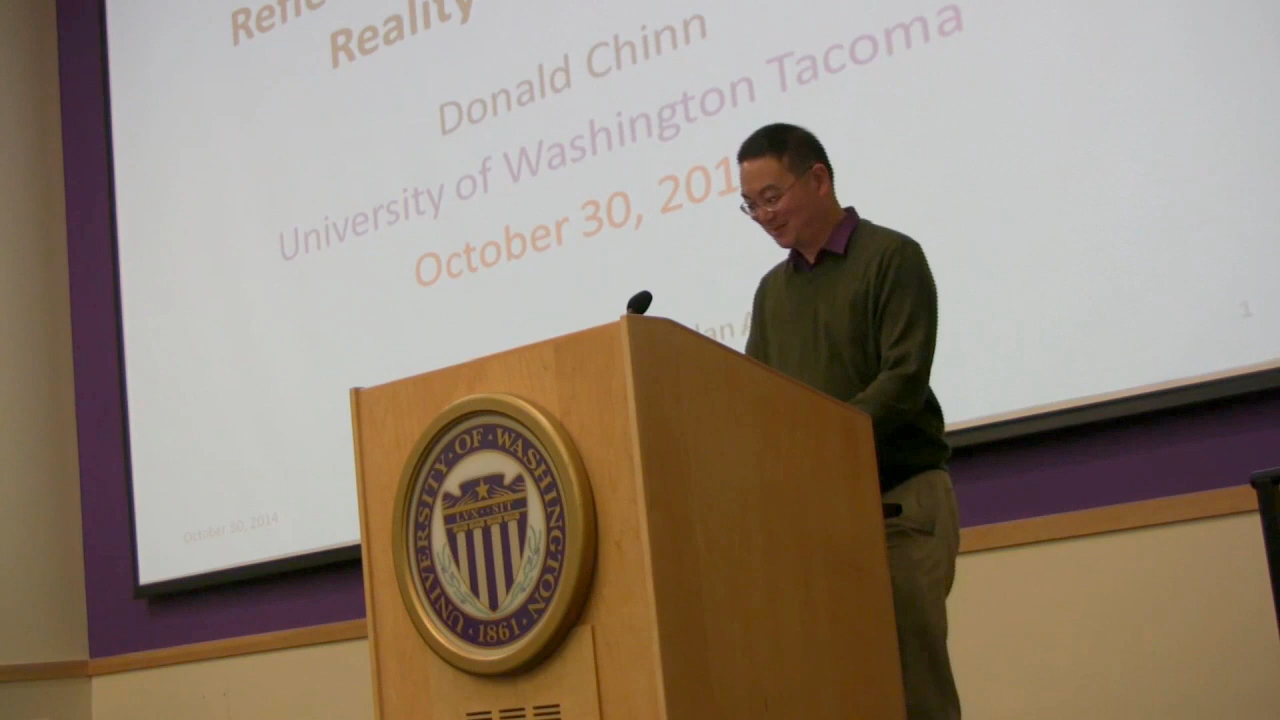 Reality
Donald Chinn
University of Washington Tacoma
October 30, 201
October 30, 2014
1
UNIVERSITY · OF · WASHINGTON
LVX · SIT
· 1861 ·